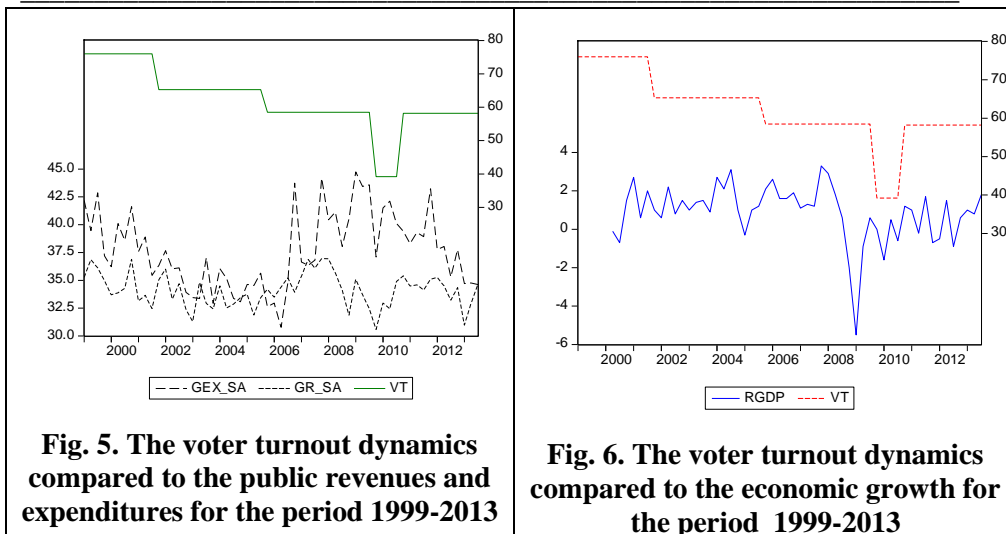 80
70
60
50
40
30
45.0
42.5
40.0
37.5
35.0
32.5
30.0
2000 2002 2004 2006 2008 2010 2012
GEX_SA GR_SA VT
Fig. 5. The voter turnout dynamics
compared to the public revenues and
expenditures for the period 1999-2013
80
70
60
50
40
30
4
2
0
-2
-4
-6
2000 2002 2004 2006 2008 2010 2012
RGDP VT
Fig. 6. The voter turnout dynamics
compared to the economic growth for
the period 1999-2013